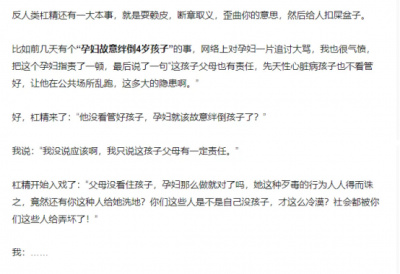 反人类杠精还有一大本事，就是耍赖皮，断章取义，歪曲你的意思，然后给人扣屎盆子。
比如前几天有个“孕妇故意绊倒4岁孩子”的事，网络上对孕妇一片追讨大骂，我也很气愤，
把这个孕妇指责了一顿，最后说了一句“这孩子父母也有责任，先天性心脏病孩子也不看管
好，让他在公共场所乱跑，这多大的隐患啊。”
好，杠精来了：“他没看管好孩子，孕妇就该故意绊倒孩子了？”
我说：“我没说应该啊，我只说这孩子父母有一定责任。”
杠精开始入戏了：“父母没看住孩子，孕妇那么做就对了吗，她这种歹毒的行为人人得而诛
之，竟然还有你这种人给她洗地？你们这些人是不是自己没孩子，才这么冷漠？社会都被你
们这些人给弄坏了！”
我：……